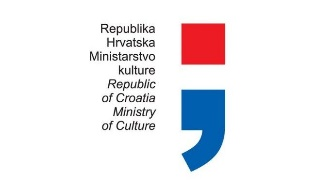 Republika
Hrvatska
Ministarstvo
kulture
Republic
of Croatia
Ministry
of Culture